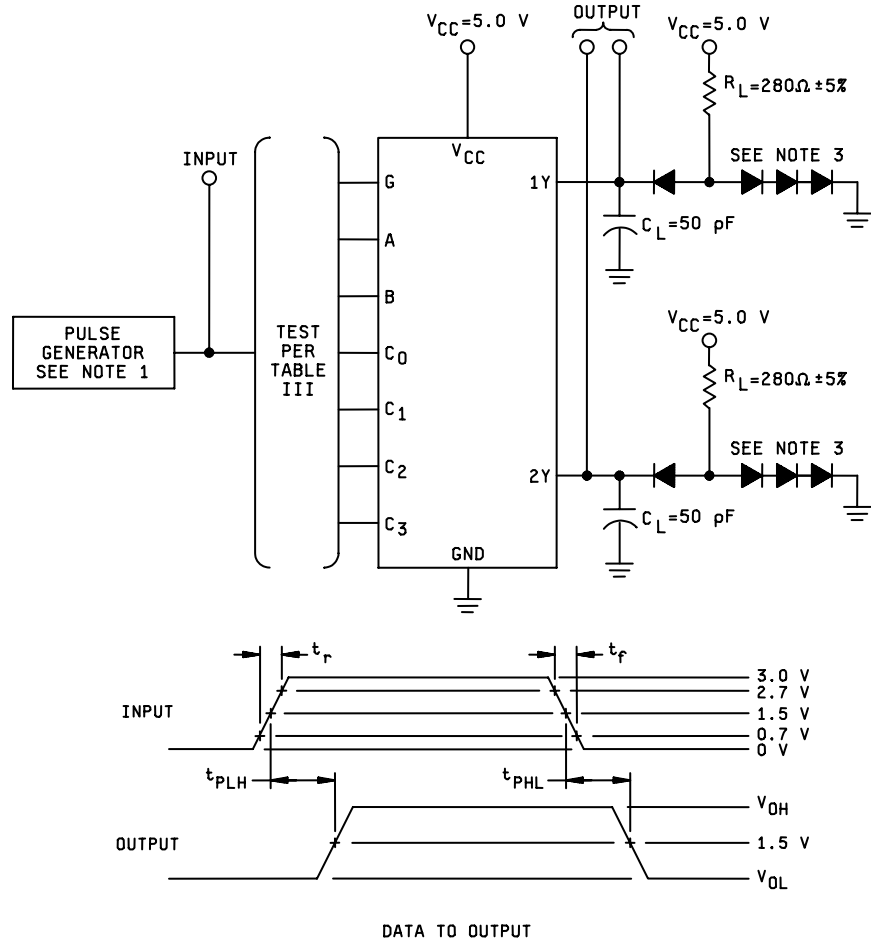 V_CC=5.0 V
OUTPUT
V_CC=5.0 V
R_L=280Ω±5%
INPUT
V_CC
SEE NOTE 3
G
1Y
A
C_L=50 pF
B
PULSE
GENERATOR
SEE NOTE 1
TEST
PER
TABLE
III
C_0
V_CC=5.0 V
R_L=280Ω±5%
C_1
SEE NOTE 3
C_2
2Y
C_L=50 pF
C_3
GND
t_r
t_f
3.0 V
2.7 V
INPUT
1.5 V
0.7 V
0 V
t_PLH
t_PHL
V_OH
OUTPUT
1.5 V
V_OL
DATA TO OUTPUT